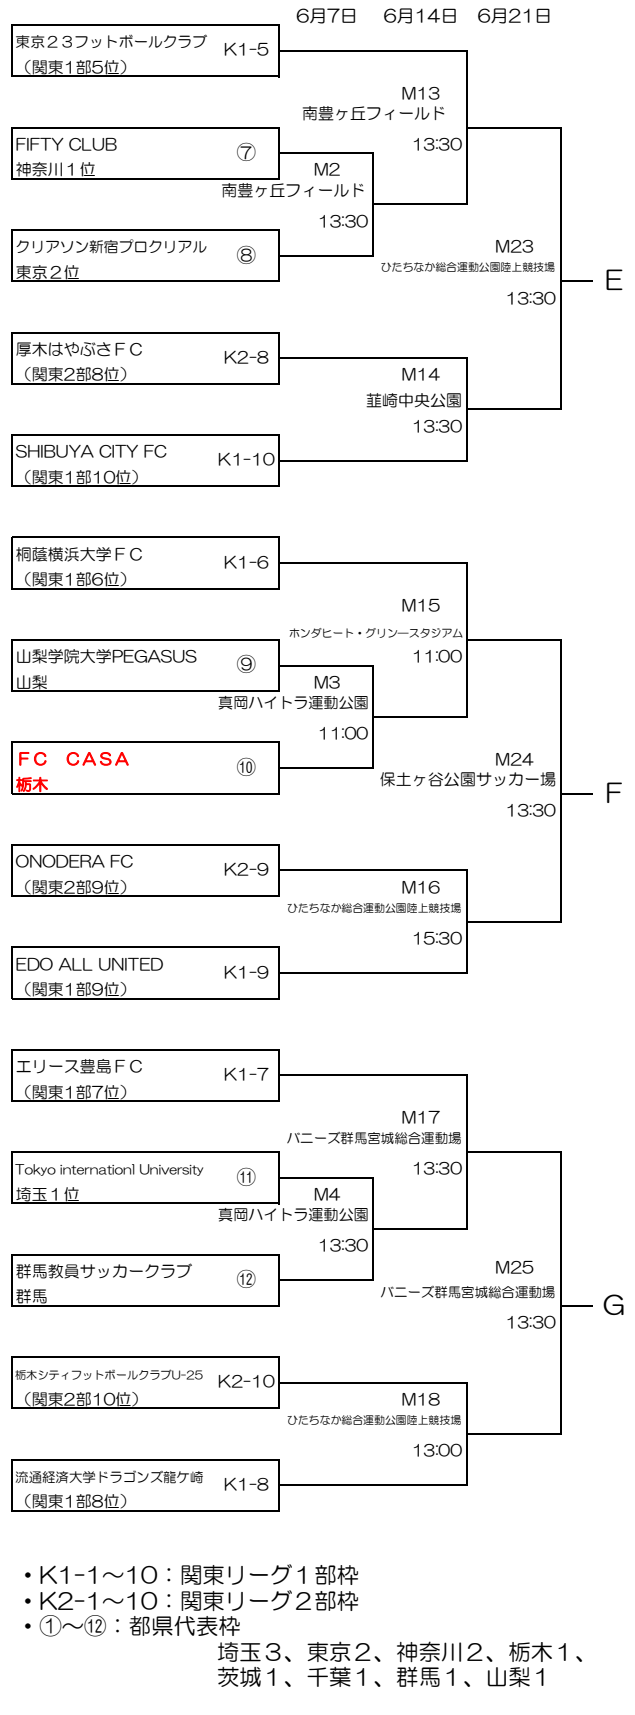 6月7日 6月14日 6月21日
東京23フットボールクラブ K1-5
（関東1部5位）
M13
南豊ヶ丘フィールド
13:30
FIFTY CLUB ⑦
神奈川1位
M2
南豊ヶ丘フィールド
13:30
クリアソン新宿プロクリアル ⑧
東京2位
M23
ひたちなか総合運動公園陸上競技場
13:30
E
厚木はやぶさＦＣ K2-8
（関東2部8位）
M14
韮崎中央公園
13:30
SHIBUYA CITY FC K1-10
（関東1部10位）
桐蔭横浜大学ＦＣ K1-6
（関東1部6位）
M15
ホンダヒート・グリーンスタジアム
11:00
山梨学院大学PEGASUS ⑨
山梨
M3
真岡ハイトラ運動公園
11:00
ＦＣ　ＣＡＳＡ ⑩
栃木
M24
保土ヶ谷公園サッカー場
13:30
F
ONODERA FC K2-9
（関東2部9位）
M16
ひたちなか総合運動公園陸上競技場
15:30
EDO ALL UNITED K1-9
（関東1部9位）
エリース豊島ＦＣ K1-7
（関東1部7位）
M17
バニーズ群馬宮城総合運動場
13:30
Tokyo internationl University ⑪
埼玉1位
M4
真岡ハイトラ運動公園
13:30
群馬教員サッカークラブ ⑫
群馬
M25
バニーズ群馬宮城総合運動場
13:30
G
栃木シティフットボールクラブU-25 K2-10
（関東2部10位）
M18
ひたちなか総合運動公園陸上競技場
13:00
流通経済大学ドラゴンズ龍ケ崎 K1-8
（関東1部8位）
・K1-1～10：関東リーグ1部枠
・K2-1～10：関東リーグ2部枠
・①～⑫：都県代表枠
埼玉3、東京2、神奈川2、栃木1、
茨城1、千葉1、群馬1、山梨1